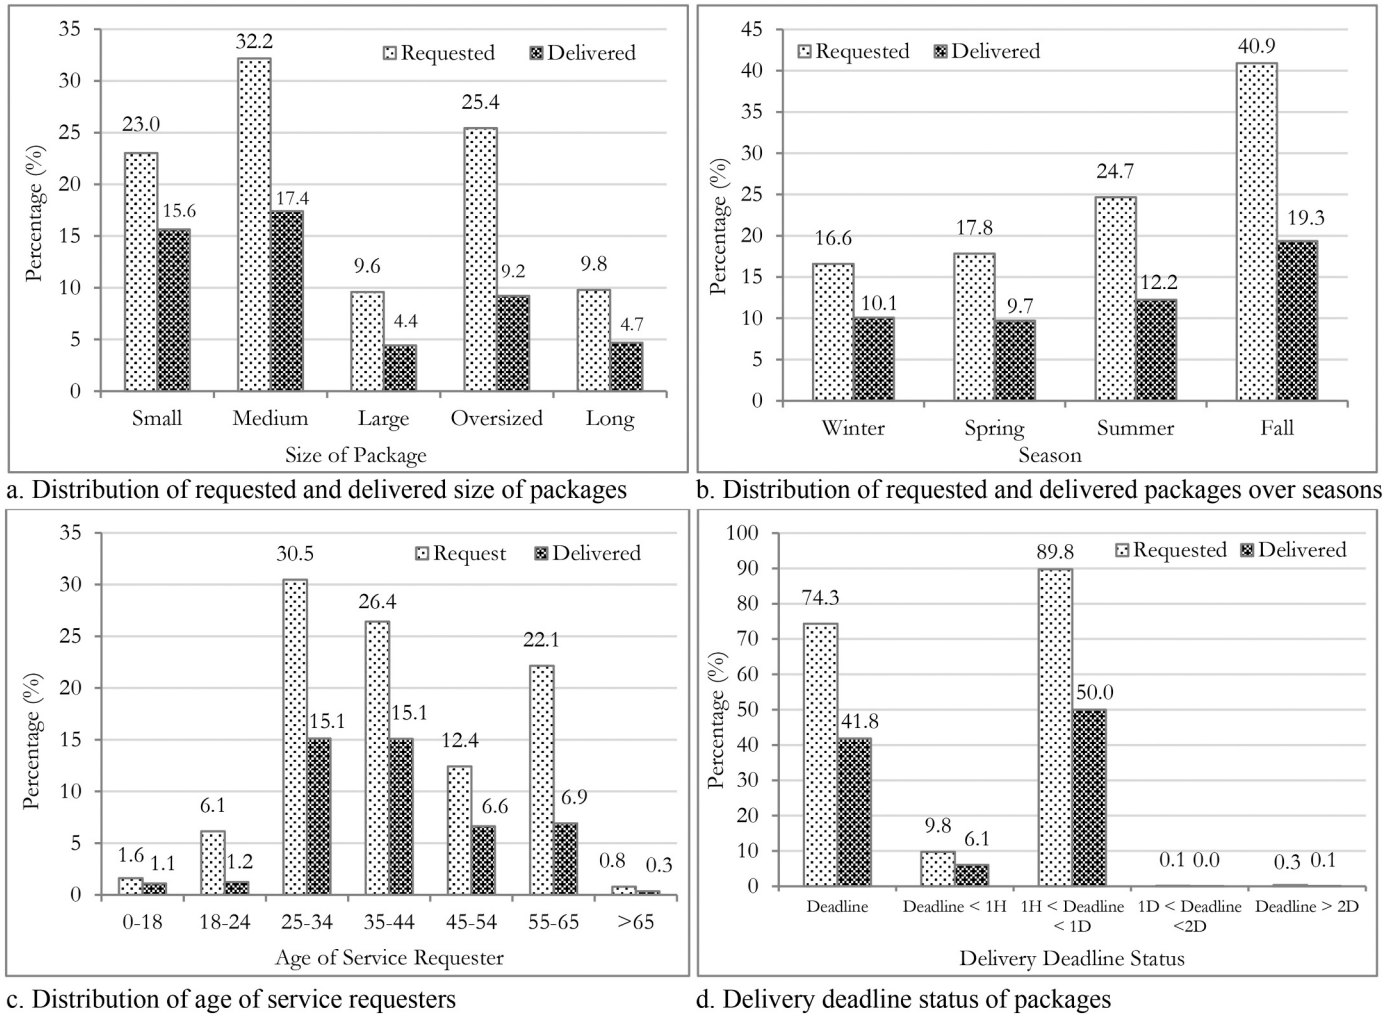 35
30
25
20
15
10
5
0
Percentage (%)
Requested Delivered
23.0 15.6 32.2 17.4 9.6 4.4 25.4 9.2 9.8 4.7
Small Medium Large Oversized Long
Size of Package
a. Distribution of requested and delivered size of packages
45
40
35
30
25
20
15
10
5
0
Percentage (%)
Requested Delivered
16.6 10.1 17.8 9.7 24.7 12.2 40.9 19.3
Winter Spring Summer Fall
Season
b. Distribution of requested and delivered packages over seasons
35
30
25
20
15
10
5
0
Percentage (%)
Request Delivered
1.6 1.1 6.1 1.2 30.5 15.1 26.4 15.1 12.4 6.6 22.1 6.9 0.8 0.3
0-18 18-24 25-34 35-44 45-54 55-65 >65
Age of Service Requester
c. Distribution of age of service requesters
100
90
80
70
60
50
40
30
20
10
0
Percentage (%)
Requested Delivered
74.3 41.8 9.8 6.1 89.8 50.0 0.1 0.0 0.3 0.1
Deadline Deadline < 1H 1H < Deadline 1D < Deadline Deadline > 2D
< 1D <2D
Delivery Deadline Status
d. Delivery deadline status of packages